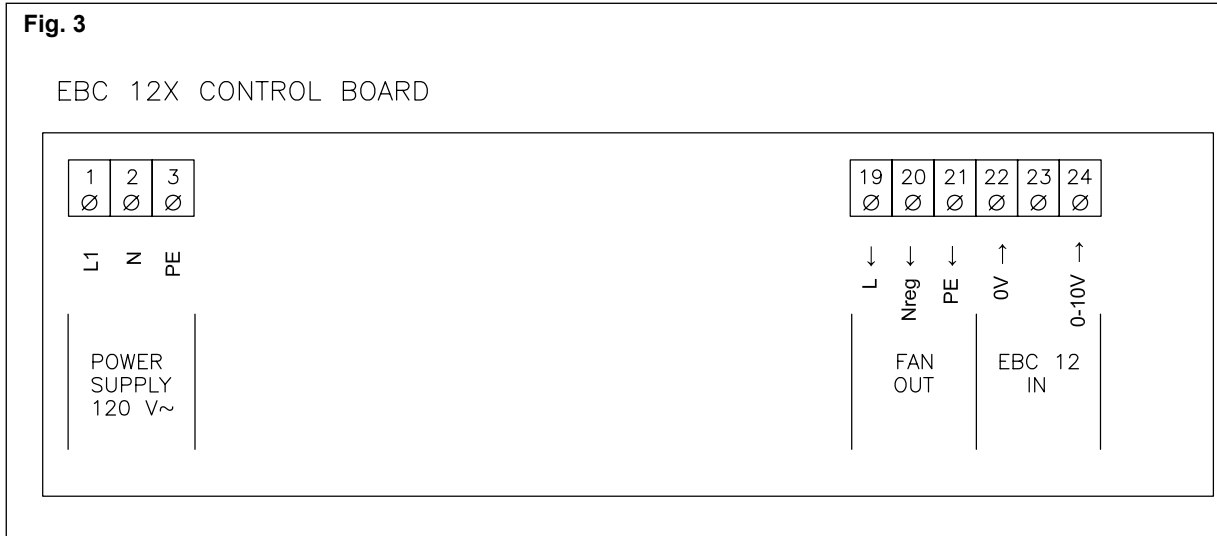 Fig. 3
EBC 12X CONTROL BOARD
1 2 3
Ø Ø Ø
L1 N PE
POWER
SUPPLY
120 V~
19 20 21 22 23 24
Ø Ø Ø Ø Ø Ø
L ← Nreg ← PE ← 0V → 0-10V →
FAN
OUT
EBC 12
IN